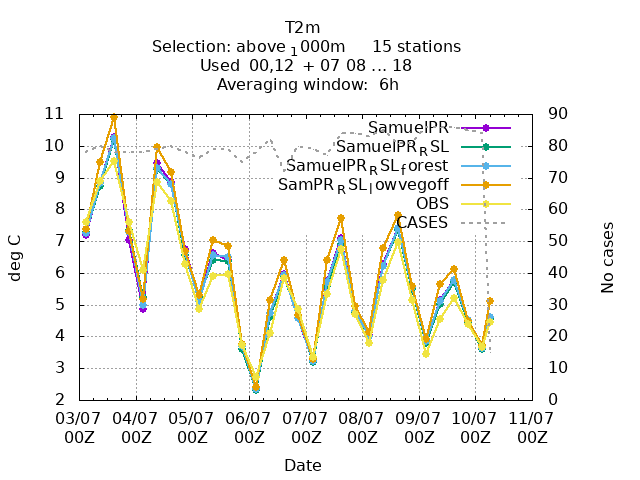 T2m
Selection: above 1000m 15 stations
Used 00,12 + 07 08 ... 18
Averaging window: 6h
11
10
9
8
7
6
5
4
3
2
90
80
70
60
50
40
30
20
10
0
deg C
No cases
SamuelPR
SamuelPR_RSL
SamuelPR_RSL_forest
SamPR_RSL_lowvegoff
OBS
CASES
03/07 04/07 05/07 06/07 07/07 08/07 09/07 10/07 11/07
00Z 00Z 00Z 00Z 00Z 00Z 00Z 00Z 00Z
Date